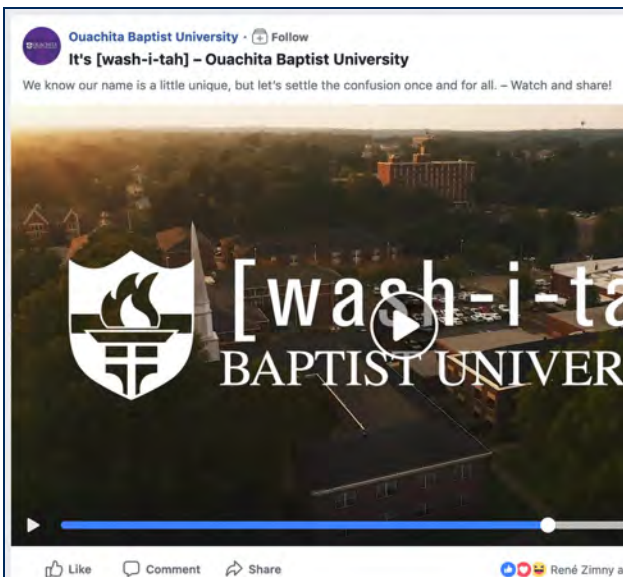 Ouachita Baptist University · Follow
It's [wash-i-tah] – Ouachita Baptist University
We know our name is a little unique, but let's settle the confusion once and for all. – Watch and share!
[wash-i-ta
BAPTIST UNIVER
Like Comment Share René Zimny a